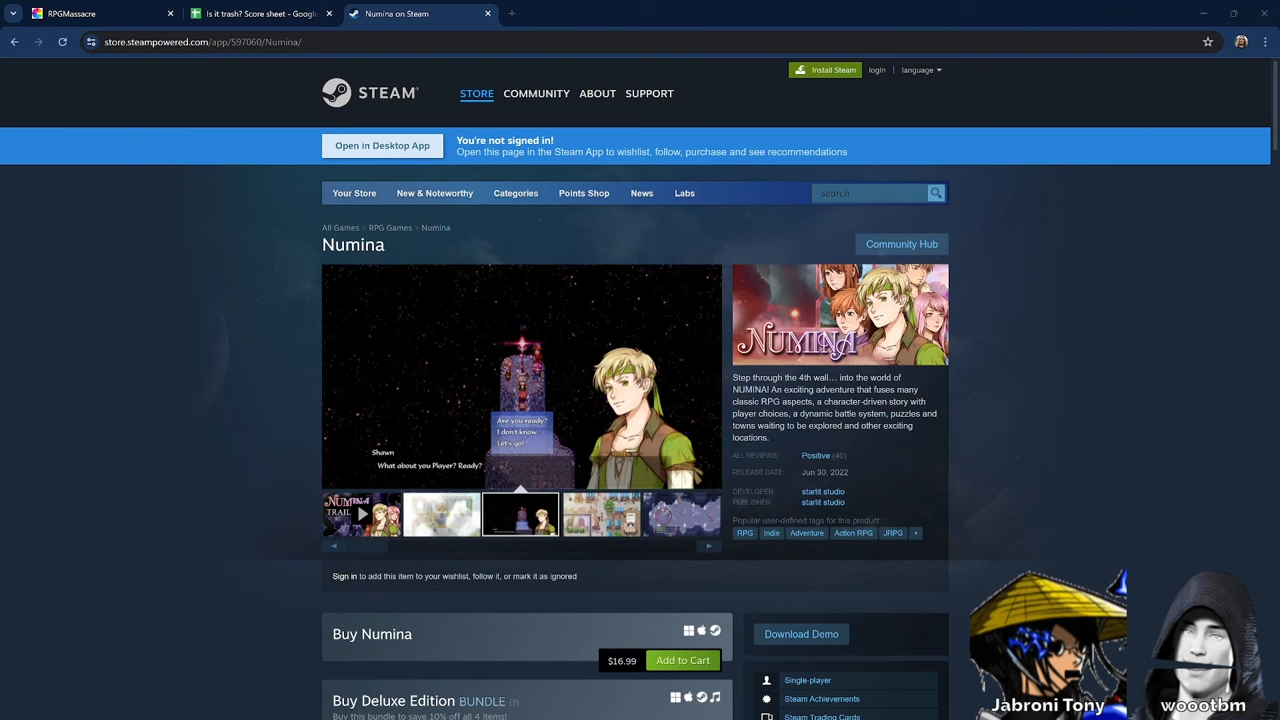 RPGMassacre
Is it trash? Score sheet - Google
Numina on Steam
store.steampowered.com/app/597060/Numina/
Install Steam
login
language
STEAM
STORE
COMMUNITY
ABOUT
SUPPORT
Open in Desktop App
You're not signed in!
Open this page in the Steam App to wishlist, follow, purchase and see recommendations
Your Store
New & Noteworthy
Categories
Points Shop
News
Labs
search
All Games > RPG Games > Numina
Numina
Community Hub
Are you ready?
I don't know...
Let's go!
Shawn
What about you Player? Ready?
NUMINA
Step through the 4th wall… into the world of
NUMINA! An exciting adventure that fuses many
classic RPG aspects, a character-driven story with
player choices, a dynamic battle system, puzzles and
towns waiting to be explored and other exciting
locations.
ALL REVIEWS: Positive (40)
RELEASE DATE: Jun 30, 2022
DEVELOPER: starlit studio
PUBLISHER: starlit studio
Popular user-defined tags for this product:
RPG Indie Adventure Action RPG JRPG +
NUMINA
Sign in to add this item to your wishlist, follow it, or mark it as ignored
Buy Numina
$16.99 Add to Cart
Buy Deluxe Edition BUNDLE (?)
Buy this bundle to save 10% off all 4 items!
Download Demo
Single-player
Steam Achievements
Steam Trading Cards
Jabroni Tony
woootbm